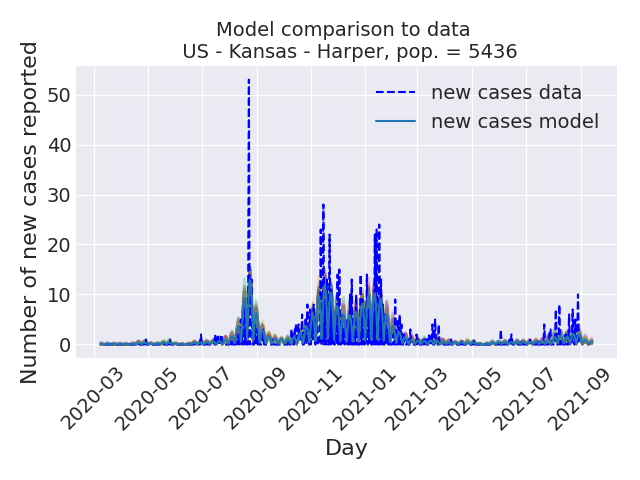 Model comparison to data
US - Kansas - Harper, pop. = 5436
Number of new cases reported
50
40
30
20
10
0
new cases data
new cases model
2020-03
2020-05
2020-07
2020-09
2020-11
2021-01
2021-03
2021-05
2021-07
2021-09
Day